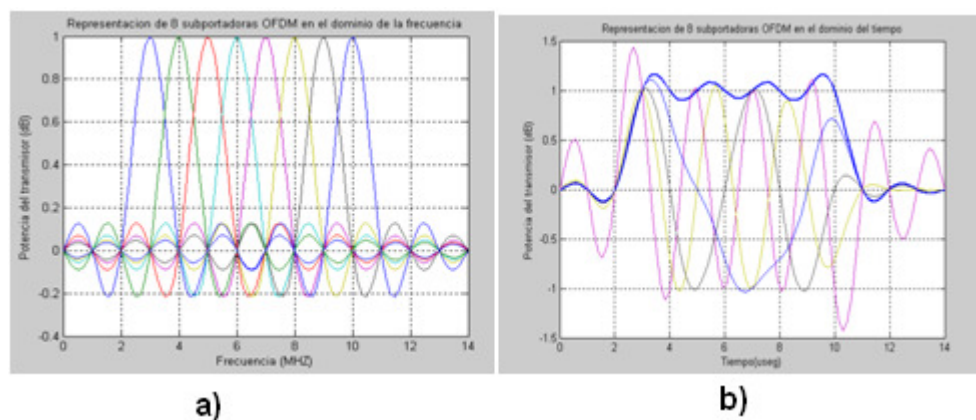 Representacion de 8 subportadoras OFDM en el dominio de la frecuencia
1
0.8
0.6
0.4
0.2
0
-0.2
-0.4
Potencia del transmisor (dB)
0 2 4 6 8 10 12 14
Frecuencia (MHZ)
a)
Representacion de 8 subportadoras OFDM en el dominio del tiempo
1.5
1
0.5
0
-0.5
-1
-1.5
Potencia del transmisor (dB)
0 2 4 6 8 10 12 14
Tiempo(useg)
b)